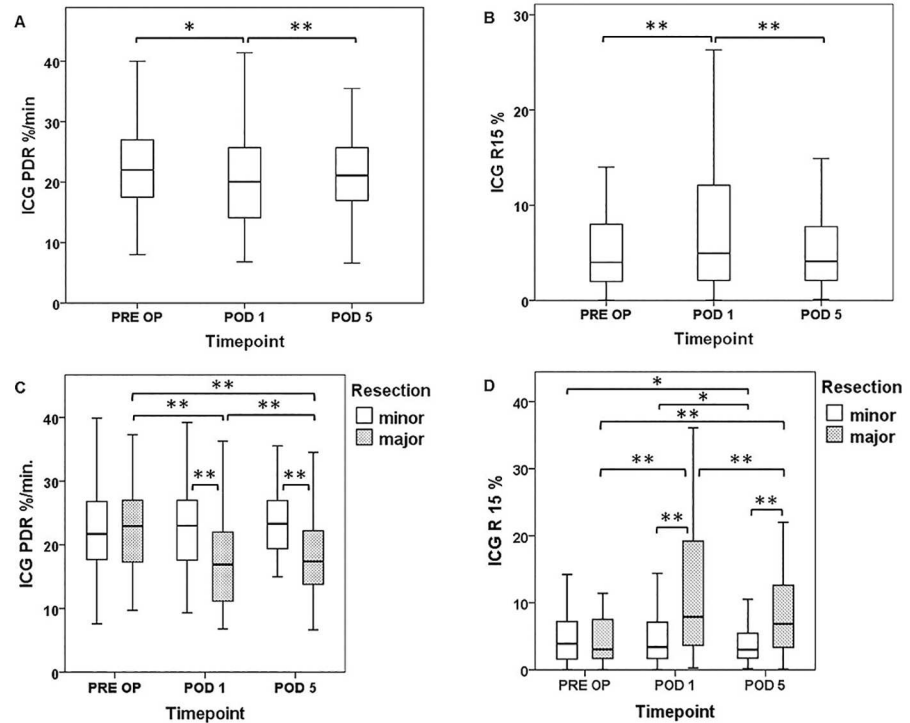 A
ICG PDR %/min
40
30
20
10
0
* **
PRE OP POD 1 POD 5
Timepoint
B
ICG R15 %
30
20
10
0
** **
PRE OP POD 1 POD 5
Timepoint
C
ICG PDR %/min.
40
30
20
10
0
**
** **
** **
PRE OP POD 1 POD 5
Timepoint
Resection
minor
major
D
ICG R 15 %
40
30
20
10
0
*
*
**
** **
** **
PRE OP POD 1 POD 5
Timepoint
Resection
minor
major